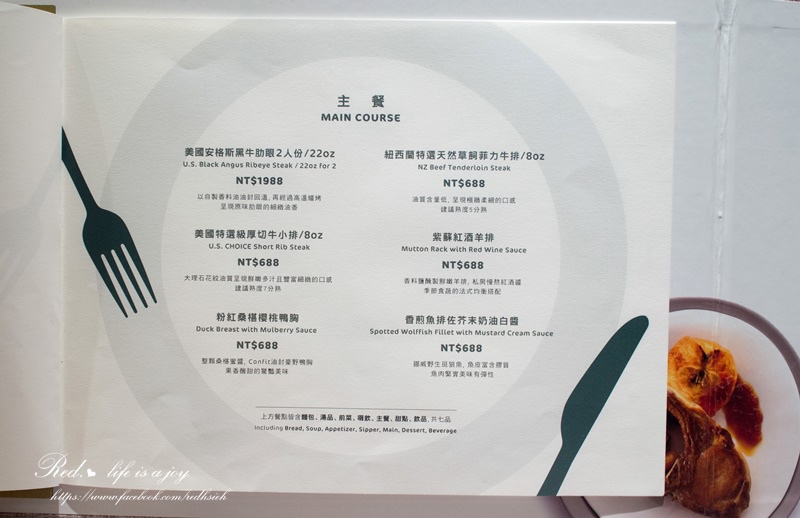 主 餐
MAIN COURSE
美國安格斯黑牛肋眼2人份/22oz
U.S. Black Angus Ribeye Steak / 22oz for 2
NT$1988
以自製香料油油封回溫, 再經過高溫爐烤
呈現原味肋眼的細緻油香
美國特選級厚切牛小排/8oz
U.S. CHOICE Short Rib Steak
NT$688
大理石花紋油質呈現鮮嫩多汁且豐富細緻的口感
建議熟度7分熟
粉紅桑椹櫻桃鴨胸
Duck Breast with Mulberry Sauce
NT$688
整顆桑椹蜜醬, Confit油封豪野鴨胸
果香酸甜的驚豔美味
紐西蘭特選天然草飼菲力牛排/8oz
NZ Beef Tenderloin Steak
NT$688
油質含量低, 呈現極緻柔細的口感
建議熟度5分熟
紫蘇紅酒羊排
Mutton Rack with Red Wine Sauce
NT$688
香料鹽醃製鮮嫩羊排, 私房慢熬紅酒醬
季節食蔬的法式均衡搭配
香煎魚排佐芥末奶油白醬
Spotted Wolffish Fillet with Mustard Cream Sauce
NT$688
挪威野生斑狼魚, 魚皮富含膠質
魚肉緊實美味有彈性
上方餐點皆含麵包、湯品、前菜、啜飲、主餐、甜點、飲品, 共七品
Including Bread, Soup, Appetizer, Sipper, Main, Dessert, Beverage
Red. life is a joy
https://www.facebook.com/redhsieh